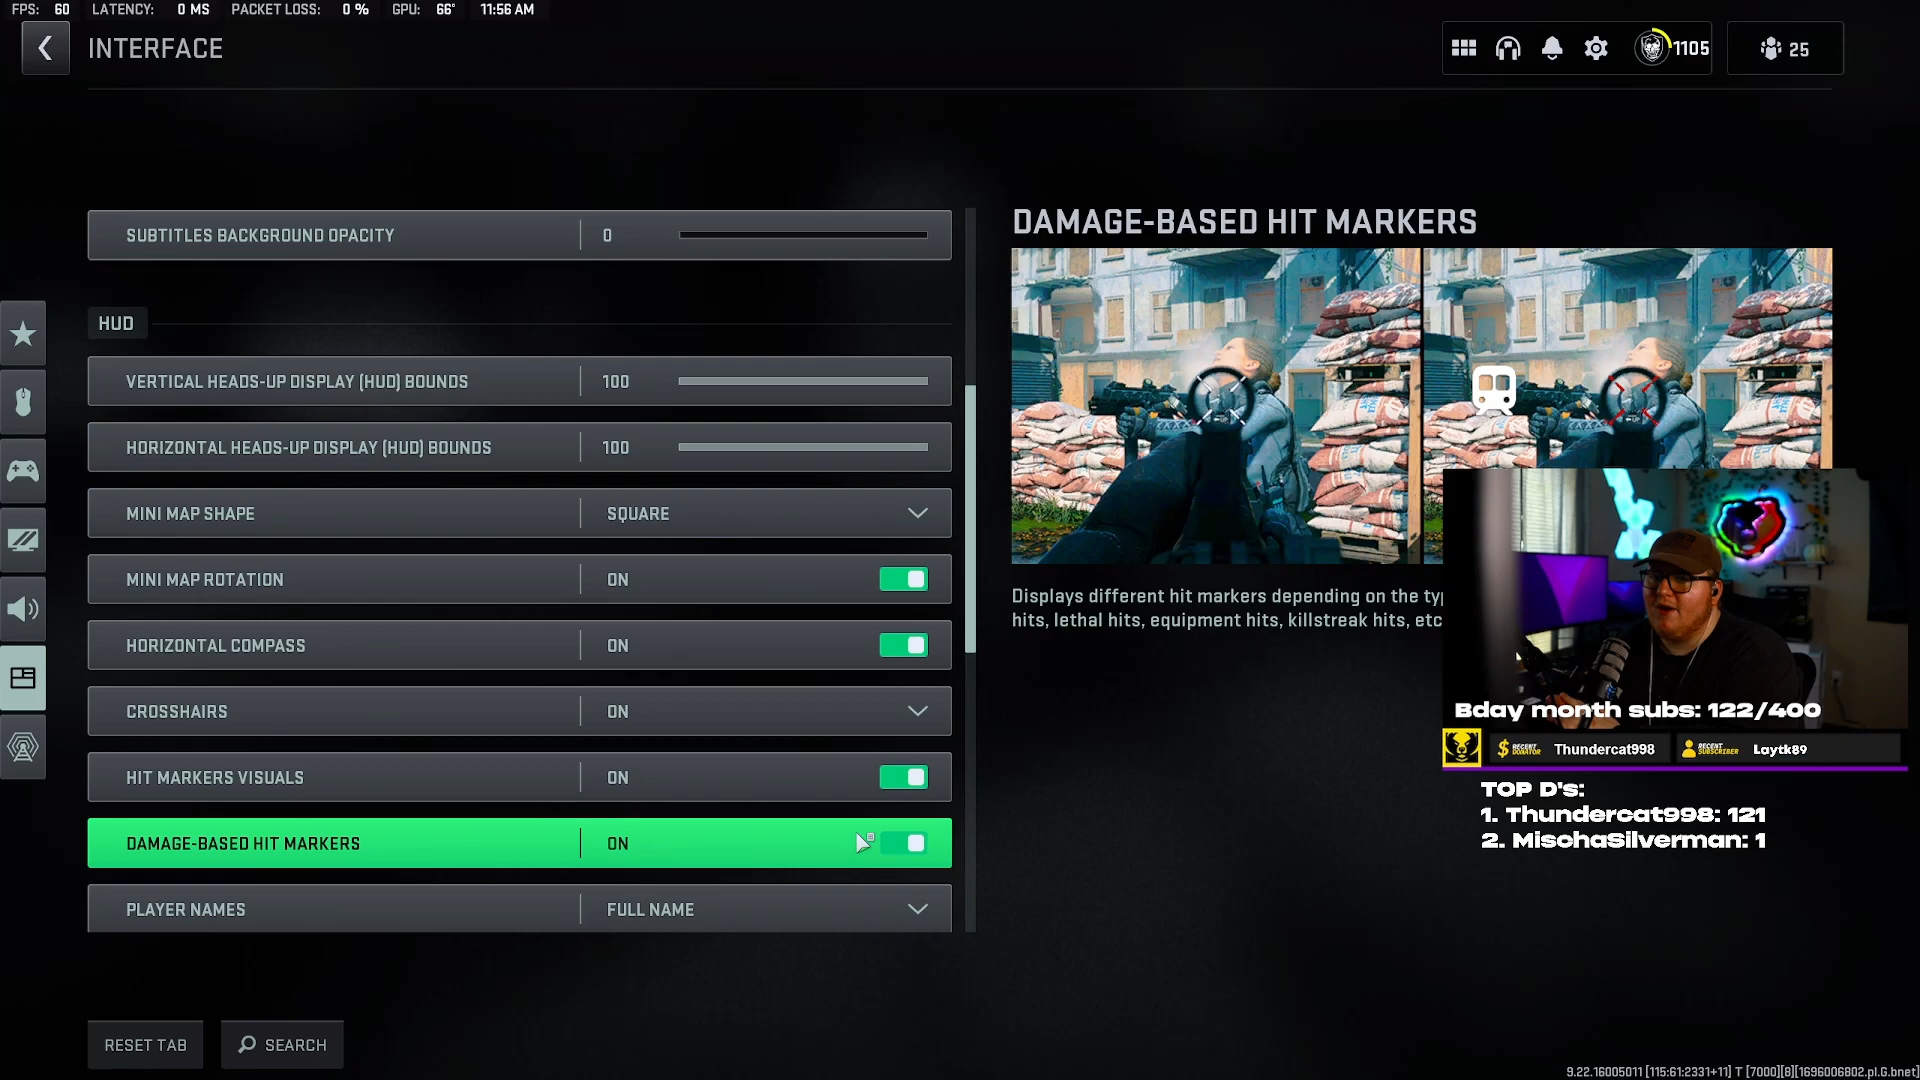 FPS: 60 LATENCY: 0 MS PACKET LOSS: 0 % GPU: 66° 11:56 AM
INTERFACE
1105
25
SUBTITLES BACKGROUND OPACITY 0
HUD
VERTICAL HEADS-UP DISPLAY (HUD) BOUNDS 100
HORIZONTAL HEADS-UP DISPLAY (HUD) BOUNDS 100
MINI MAP SHAPE SQUARE
MINI MAP ROTATION ON
HORIZONTAL COMPASS ON
CROSSHAIRS ON
HIT MARKERS VISUALS ON
DAMAGE-BASED HIT MARKERS ON
PLAYER NAMES FULL NAME
RESET TAB
SEARCH
DAMAGE-BASED HIT MARKERS
Displays different hit markers depending on the typ
hits, lethal hits, equipment hits, killstreak hits, etc
Bday month subs: 122/400
RECENT DONATOR Thundercat998 RECENT SUBSCRIBER Laytk89
TOP D's:
1. Thundercat998: 121
2. MischaSilverman: 1
9.22.16005011 [115:61:2331+11] T [7000][8][1696006802.pl.G.bnet]